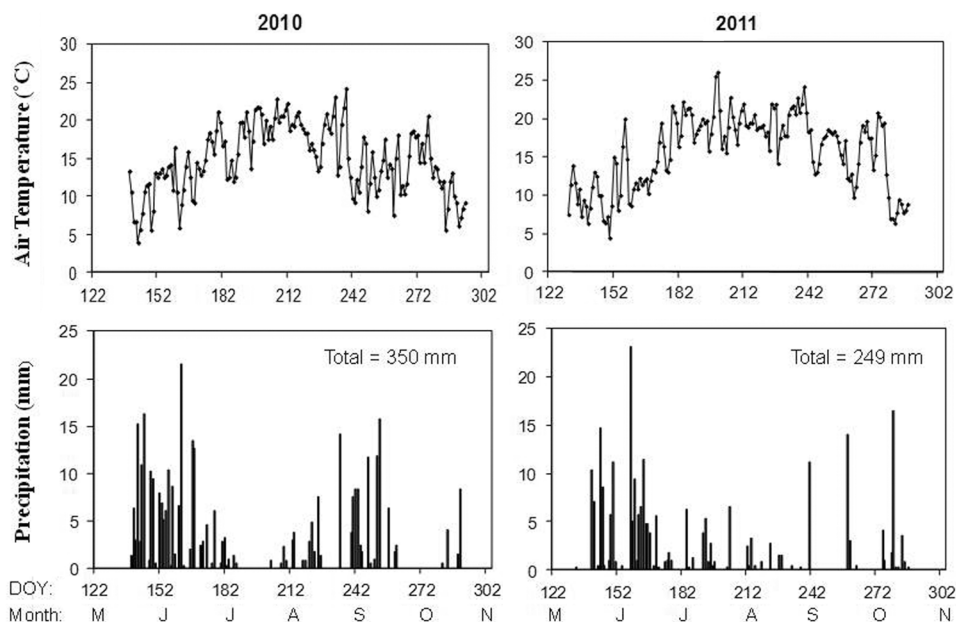 2010 2011
Air Temperature (°C)
30 30
25 25
20 20
15 15
10 10
5 5
0 0
122 152 182 212 242 272 302 122 152 182 212 242 272 302
Precipitation (mm)
25 25
Total = 350 mm Total = 249 mm
20 20
15 15
10 10
5 5
0 0
DOY: 122 152 182 212 242 272 302 122 152 182 212 242 272 302
Month: M J J A S O N M J J A S O N